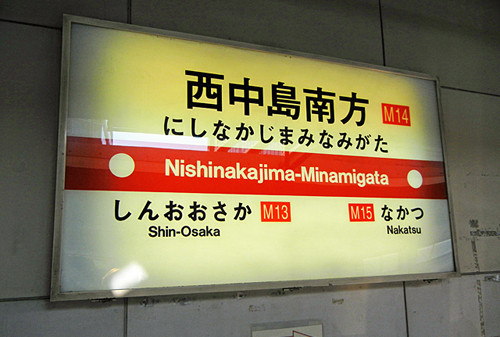 西中島南方 M14
にしなかじまみなみがた
Nishinakajima-Minamigata
しんおおさか M13 M15 なかつ
Shin-Osaka Nakatsu